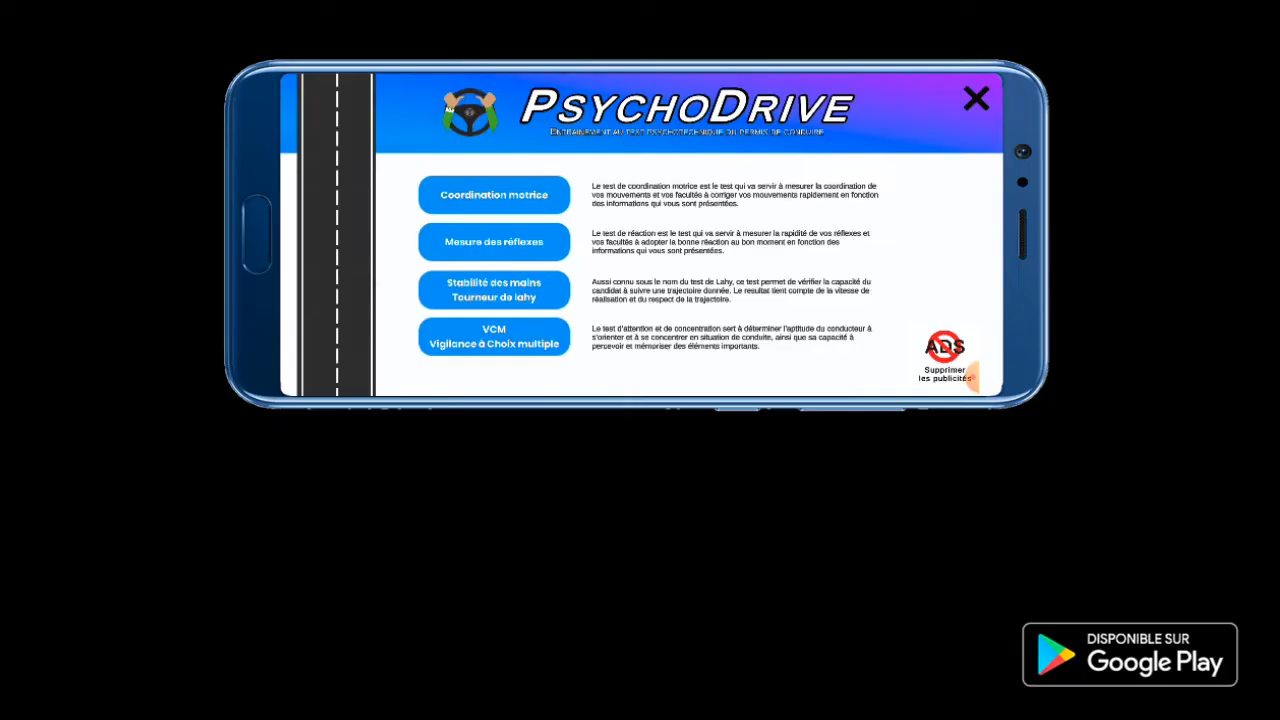 PSYCHODRIVE
ENTRAINEMENT AU TEST PSYCHOTECHNIQUE DU PERMIS DE CONDUIRE
Coordination motrice
Le test de coordination motrice est le test qui va servir à mesurer la coordination de
vos mouvements et vos facultés à corriger vos mouvements rapidement en fonction
des informations qui vous sont présentées.
Mesure des réflexes
Le test de réaction est le test qui va servir à mesurer la rapidité de vos réflexes et
vos facultés à adopter la bonne réaction au bon moment en fonction des
informations qui vous sont présentées.
Stabilité des mains
Tourneur de lahy
Aussi connu sous le nom du test de Lahy, ce test permet de vérifier la capacité du
candidat à suivre une trajectoire donnée. Le resultat tient compte de la vitesse de
réalisation et du respect de la trajectoire.
VCM
Vigilance à Choix multiple
Le test d'attention et de concentration sert à déterminer l'aptitude du conducteur à
s'orienter et à se concentrer en situation de conduite, ainsi que sa capacité à
percevoir et mémoriser des éléments importants.
ADS
Supprimer
les publicités
DISPONIBLE SUR
Google Play